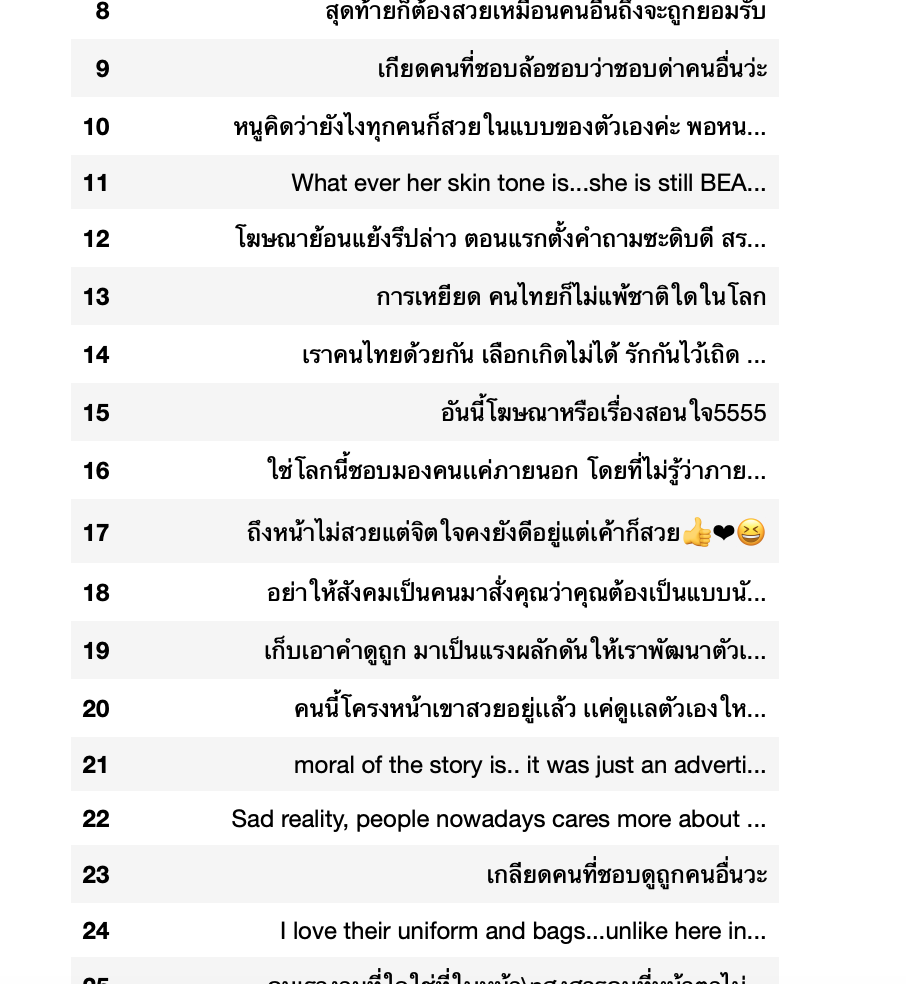 8 สุดท้ายก็ต้องสวยเหมือนคนอื่นถึงจะถูกยอมรับ
9 เกียดคนที่ชอบล้อชอบว่าชอบด่าคนอื่นว่ะ
10 หนูคิดว่ายังไงทุกคนก็สวยในแบบของตัวเองค่ะ พอหน...
11 What ever her skin tone is...she is still BEA...
12 โฆษณาย้อนแย้งรึปล่าว ตอนแรกตั้งคำถามซะดิบดี สร...
13 การเหยียด คนไทยก็ไม่แพ้ชาติใดในโลก
14 เราคนไทยด้วยกัน เลือกเกิดไม่ได้ รักกันไว้เถิด ...
15 อันนี้โฆษณาหรือเรื่องสอนใจ5555
16 ใช่โลกนี้ชอบมองคนแค่ภายนอก โดยที่ไม่รู้ว่าภาย...
17 ถึงหน้าไม่สวยแต่จิตใจคงยังดีอยู่แต่เค้าก็สวย👍❤😆
18 อย่าให้สังคมเป็นคนมาสั่งคุณว่าคุณต้องเป็นแบบนั...
19 เก็บเอาคำดูถูก มาเป็นแรงผลักดันให้เราพัฒนาตัวเ...
20 คนนี้โครงหน้าเขาสวยอยู่แล้ว แค่ดูแลตัวเองให...
21 moral of the story is.. it was just an adverti...
22 Sad reality, people nowadays cares more about ...
23 เกลียดคนที่ชอบดูถูกคนอื่นวะ
24 I love their uniform and bags...unlike here in...
25